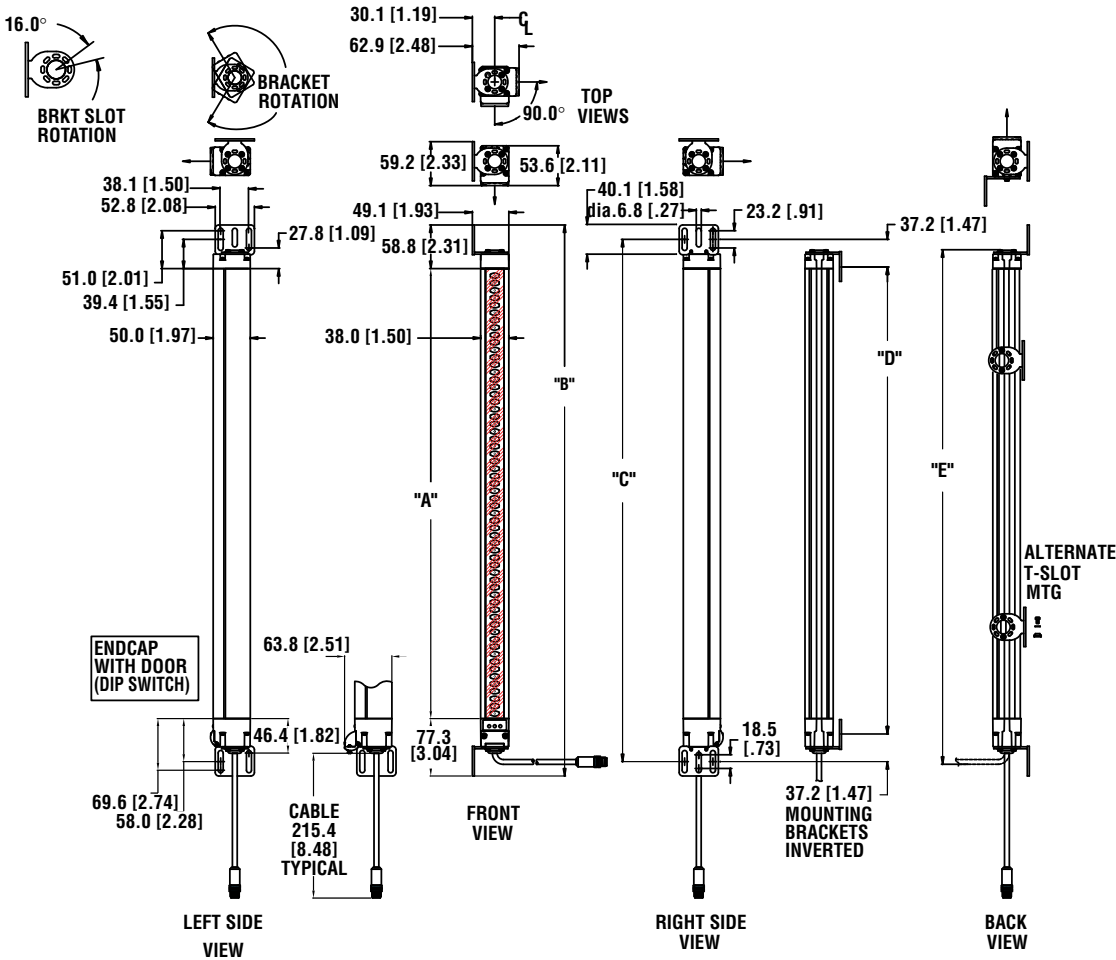 16.0°
BRKT SLOT
ROTATION
BRACKET
ROTATION
30.1 [1.19]
CL
62.9 [2.48]
90.0°
TOP
VIEWS
59.2 [2.33]
53.6 [2.11]
38.1 [1.50]
52.8 [2.08]
27.8 [1.09]
51.0 [2.01]
39.4 [1.55]
50.0 [1.97]
49.1 [1.93]
58.8 [2.31]
38.0 [1.50]
40.1 [1.58]
dia.6.8 [.27]
23.2 [.91]
37.2 [1.47]
"A"
"B"
"C"
"D"
"E"
ALTERNATE
T-SLOT
MTG
ENDCAP
WITH DOOR
(DIP SWITCH)
63.8 [2.51]
46.4 [1.82]
77.3
[3.04]
18.5
[.73]
69.6 [2.74]
58.0 [2.28]
CABLE
215.4
[8.48]
TYPICAL
37.2 [1.47]
MOUNTING
BRACKETS
INVERTED
LEFT SIDE
VIEW
FRONT
VIEW
RIGHT SIDE
VIEW
BACK
VIEW